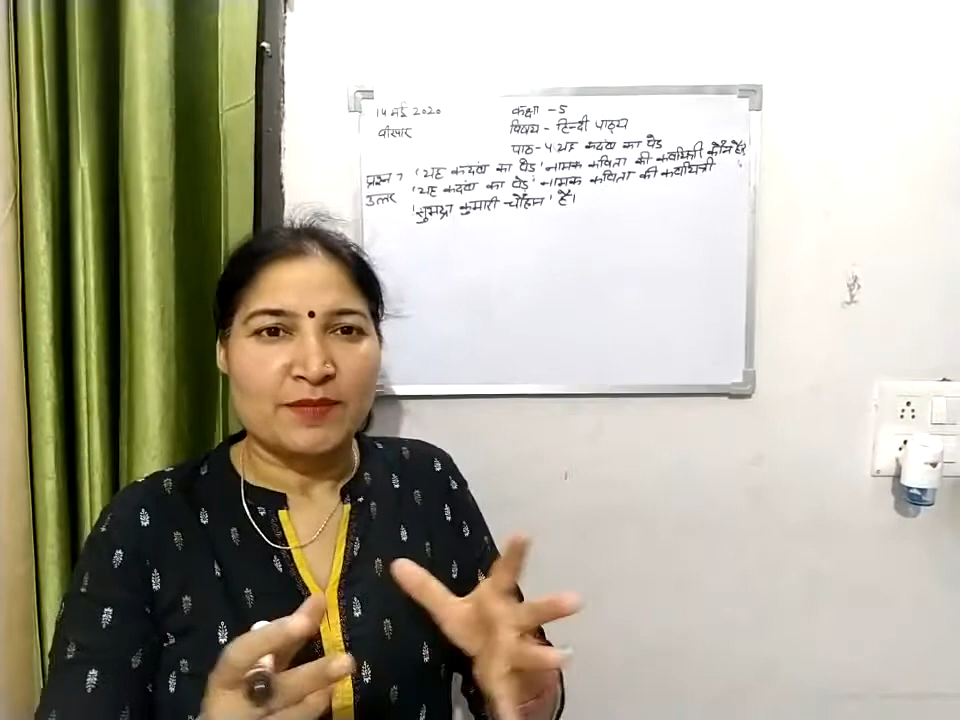 14 मई 2020
वीरवार
कक्षा - 5
विषय - हिन्दी पाठ्य
पाठ - 4 यह कदंब का पेड़
प्रश्न 1 'यह कदंब का पेड़' नामक कविता की कवयित्री कौन है?
उत्तर 'यह कदंब का पेड़' नामक कविता की कवयित्री
'सुभद्रा कुमारी चौहान' है।